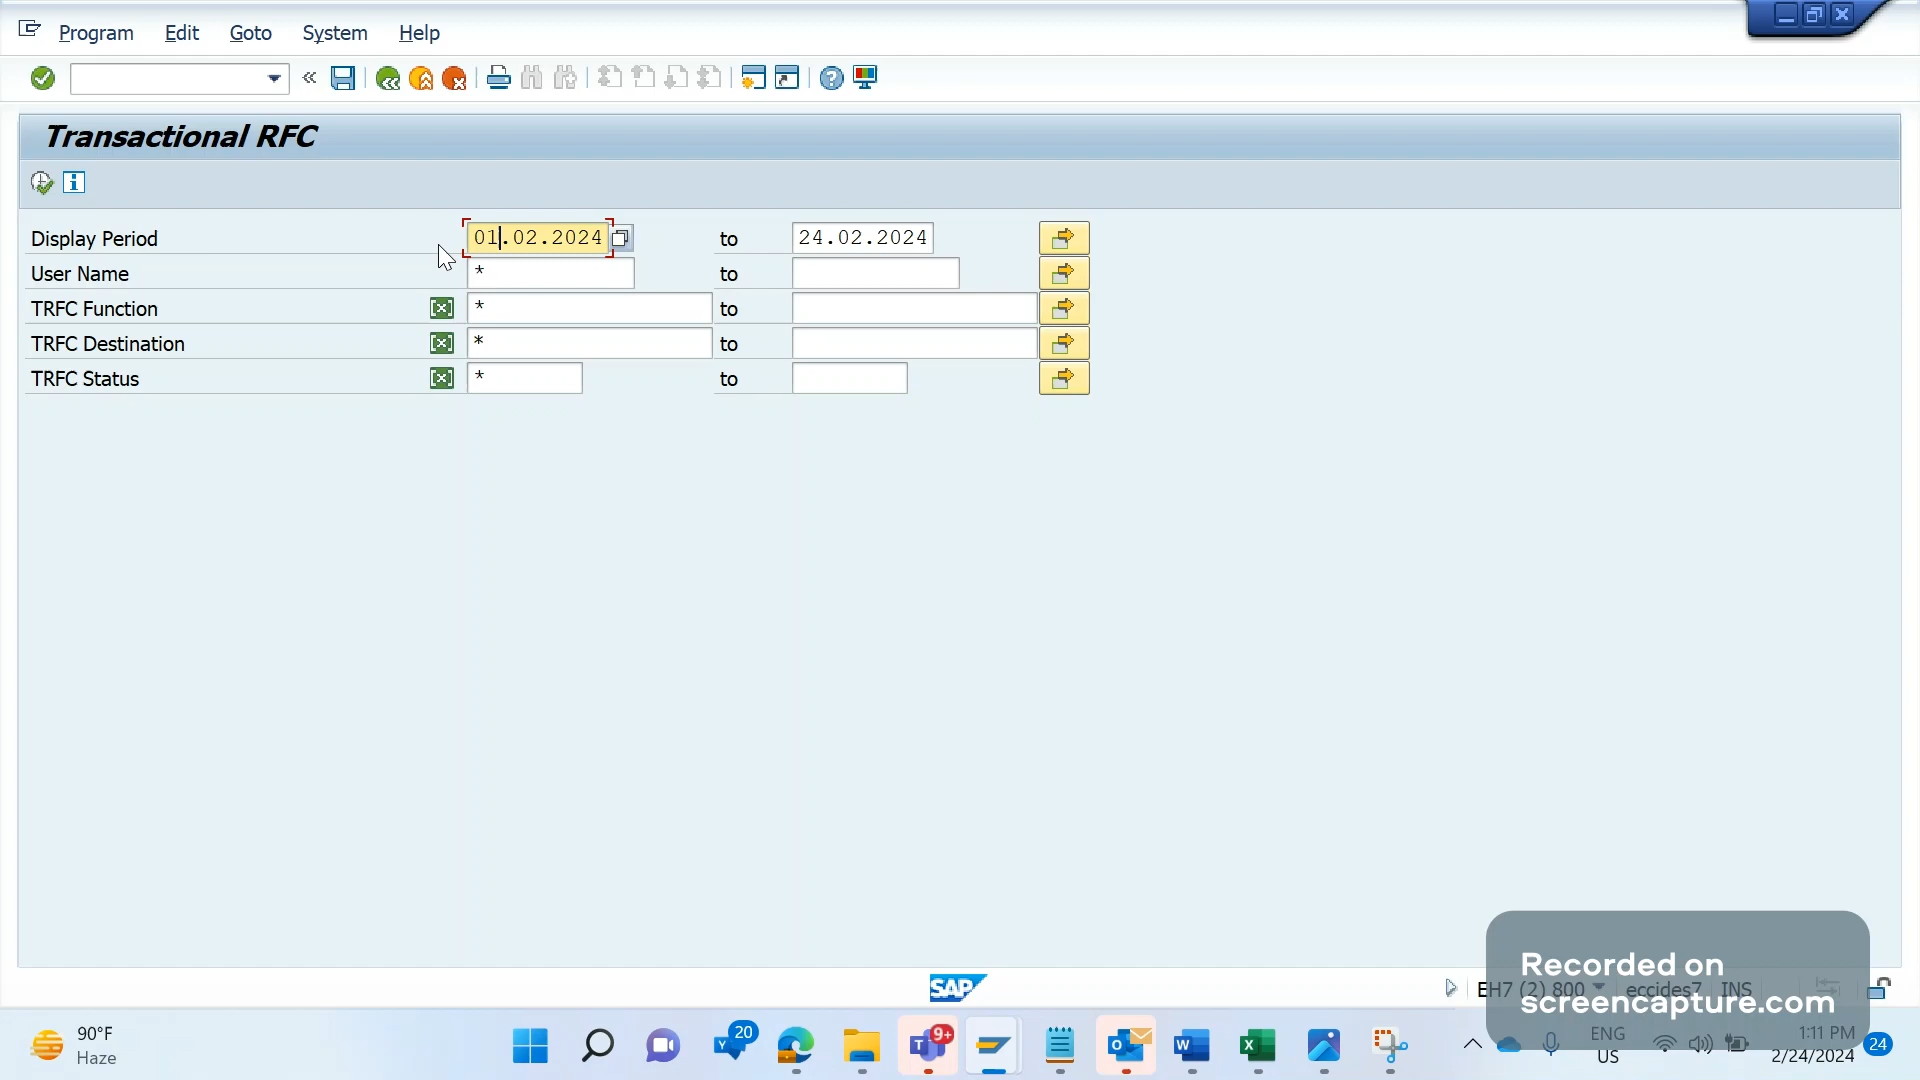 Program Edit Goto System Help
Transactional RFC
Display Period 01.02.2024 to 24.02.2024
User Name * to
TRFC Function * to
TRFC Destination * to
TRFC Status * to
SAP
EH7 (2) 800 eccides7 INS
Recorded on
screencapture.com
90°F
Haze
20
9+
ENG
US
1:11 PM
2/24/2024
24